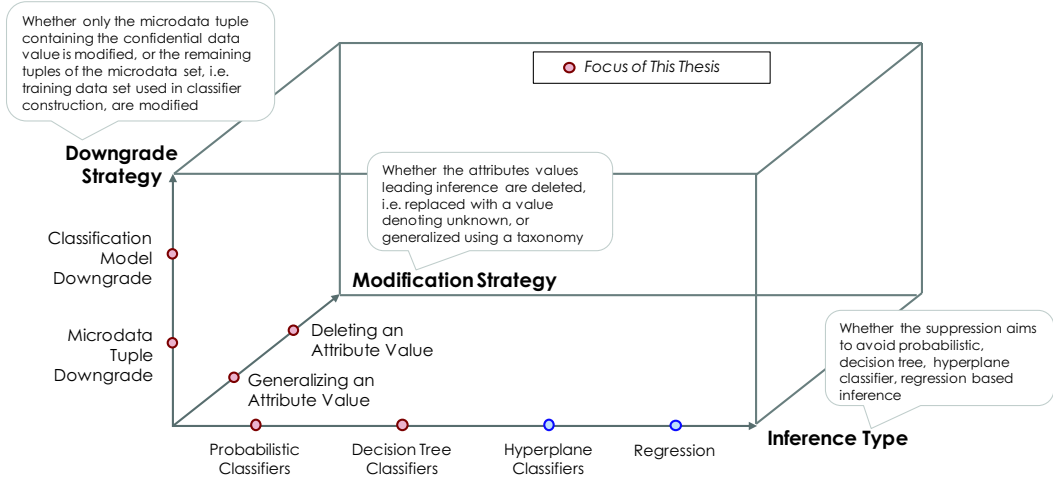 Whether only the microdata tuple
containing the confidential data
value is modified, or the remaining
tuples of the microdata set, i.e.
training data set used in classifier
construction, are modified
Focus of This Thesis
Downgrade
Strategy
Whether the attributes values
leading inference are deleted,
i.e. replaced with a value
denoting unknown, or
generalized using a taxonomy
Classification
Model
Downgrade
Modification Strategy
Microdata
Tuple
Downgrade
Deleting an
Attribute Value
Generalizing an
Attribute Value
Whether the suppression aims
to avoid probabilistic,
decision tree, hyperplane
classifier, regression based
inference
Inference Type
Probabilistic
Classifiers
Decision Tree
Classifiers
Hyperplane
Classifiers
Regression